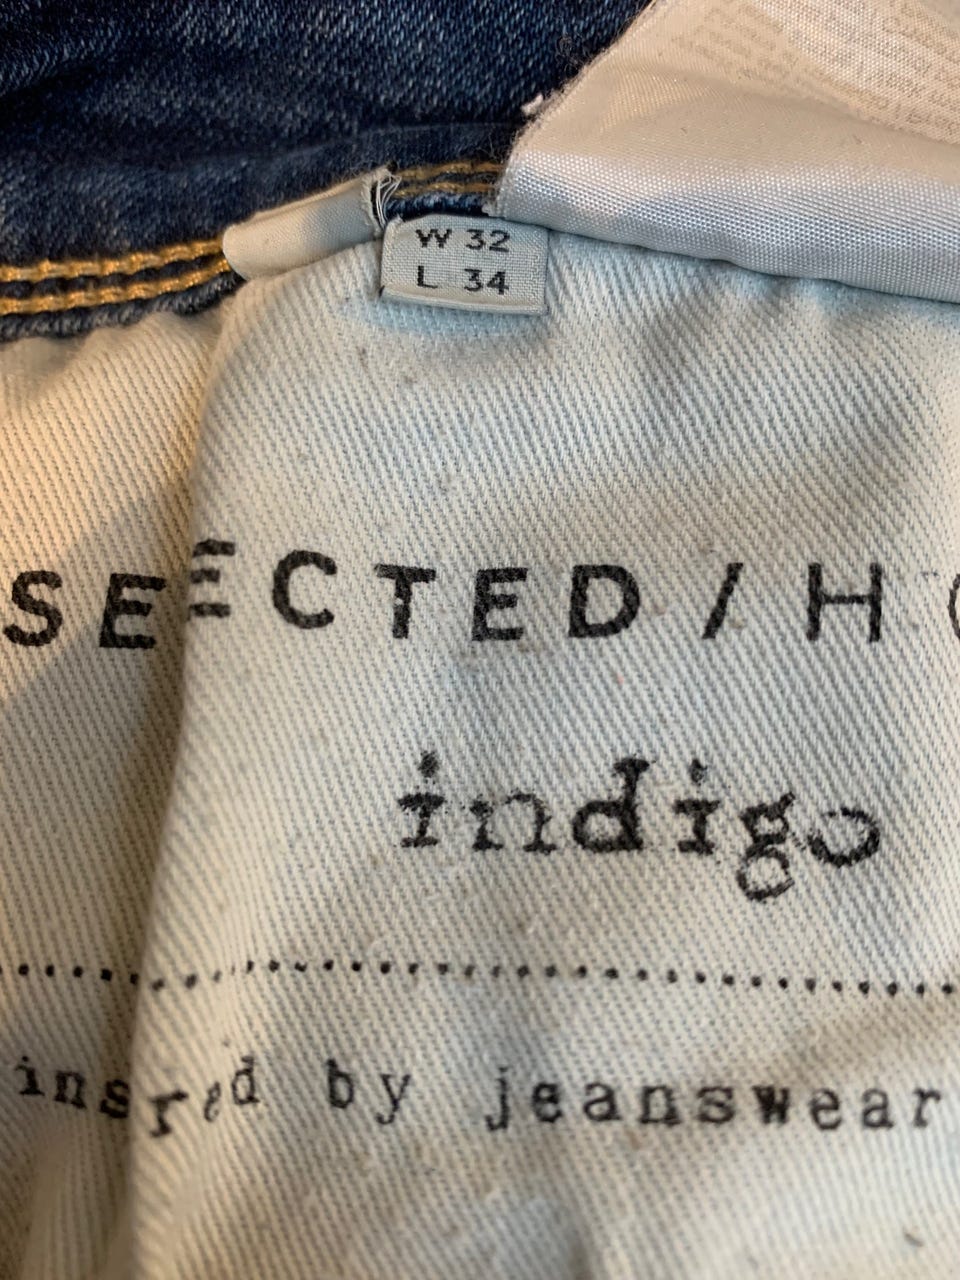 W 32
L 34
SEECTED/H
indigo
insred by jeanswear